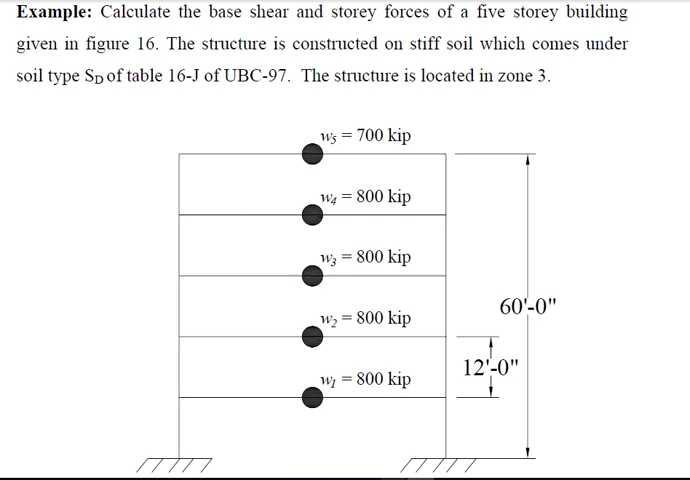 Example: Calculate the base shear and storey forces of a five storey building
given in figure 16. The structure is constructed on stiff soil which comes under
soil type SD of table 16-J of UBC-97. The structure is located in zone 3.
w5 = 700 kip
w4 = 800 kip
w3 = 800 kip
60'-0"
w2 = 800 kip
12'-0"
w1 = 800 kip